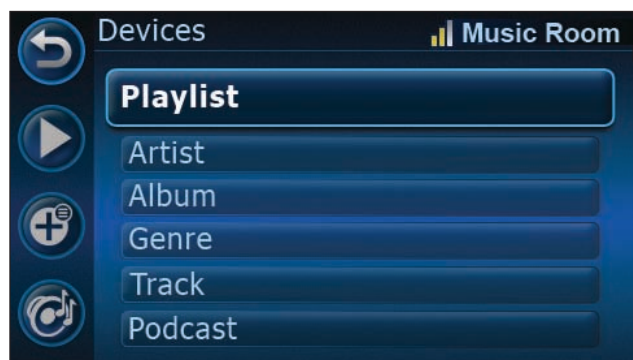 Devices
Music Room
Playlist
Artist
Album
Genre
Track
Podcast